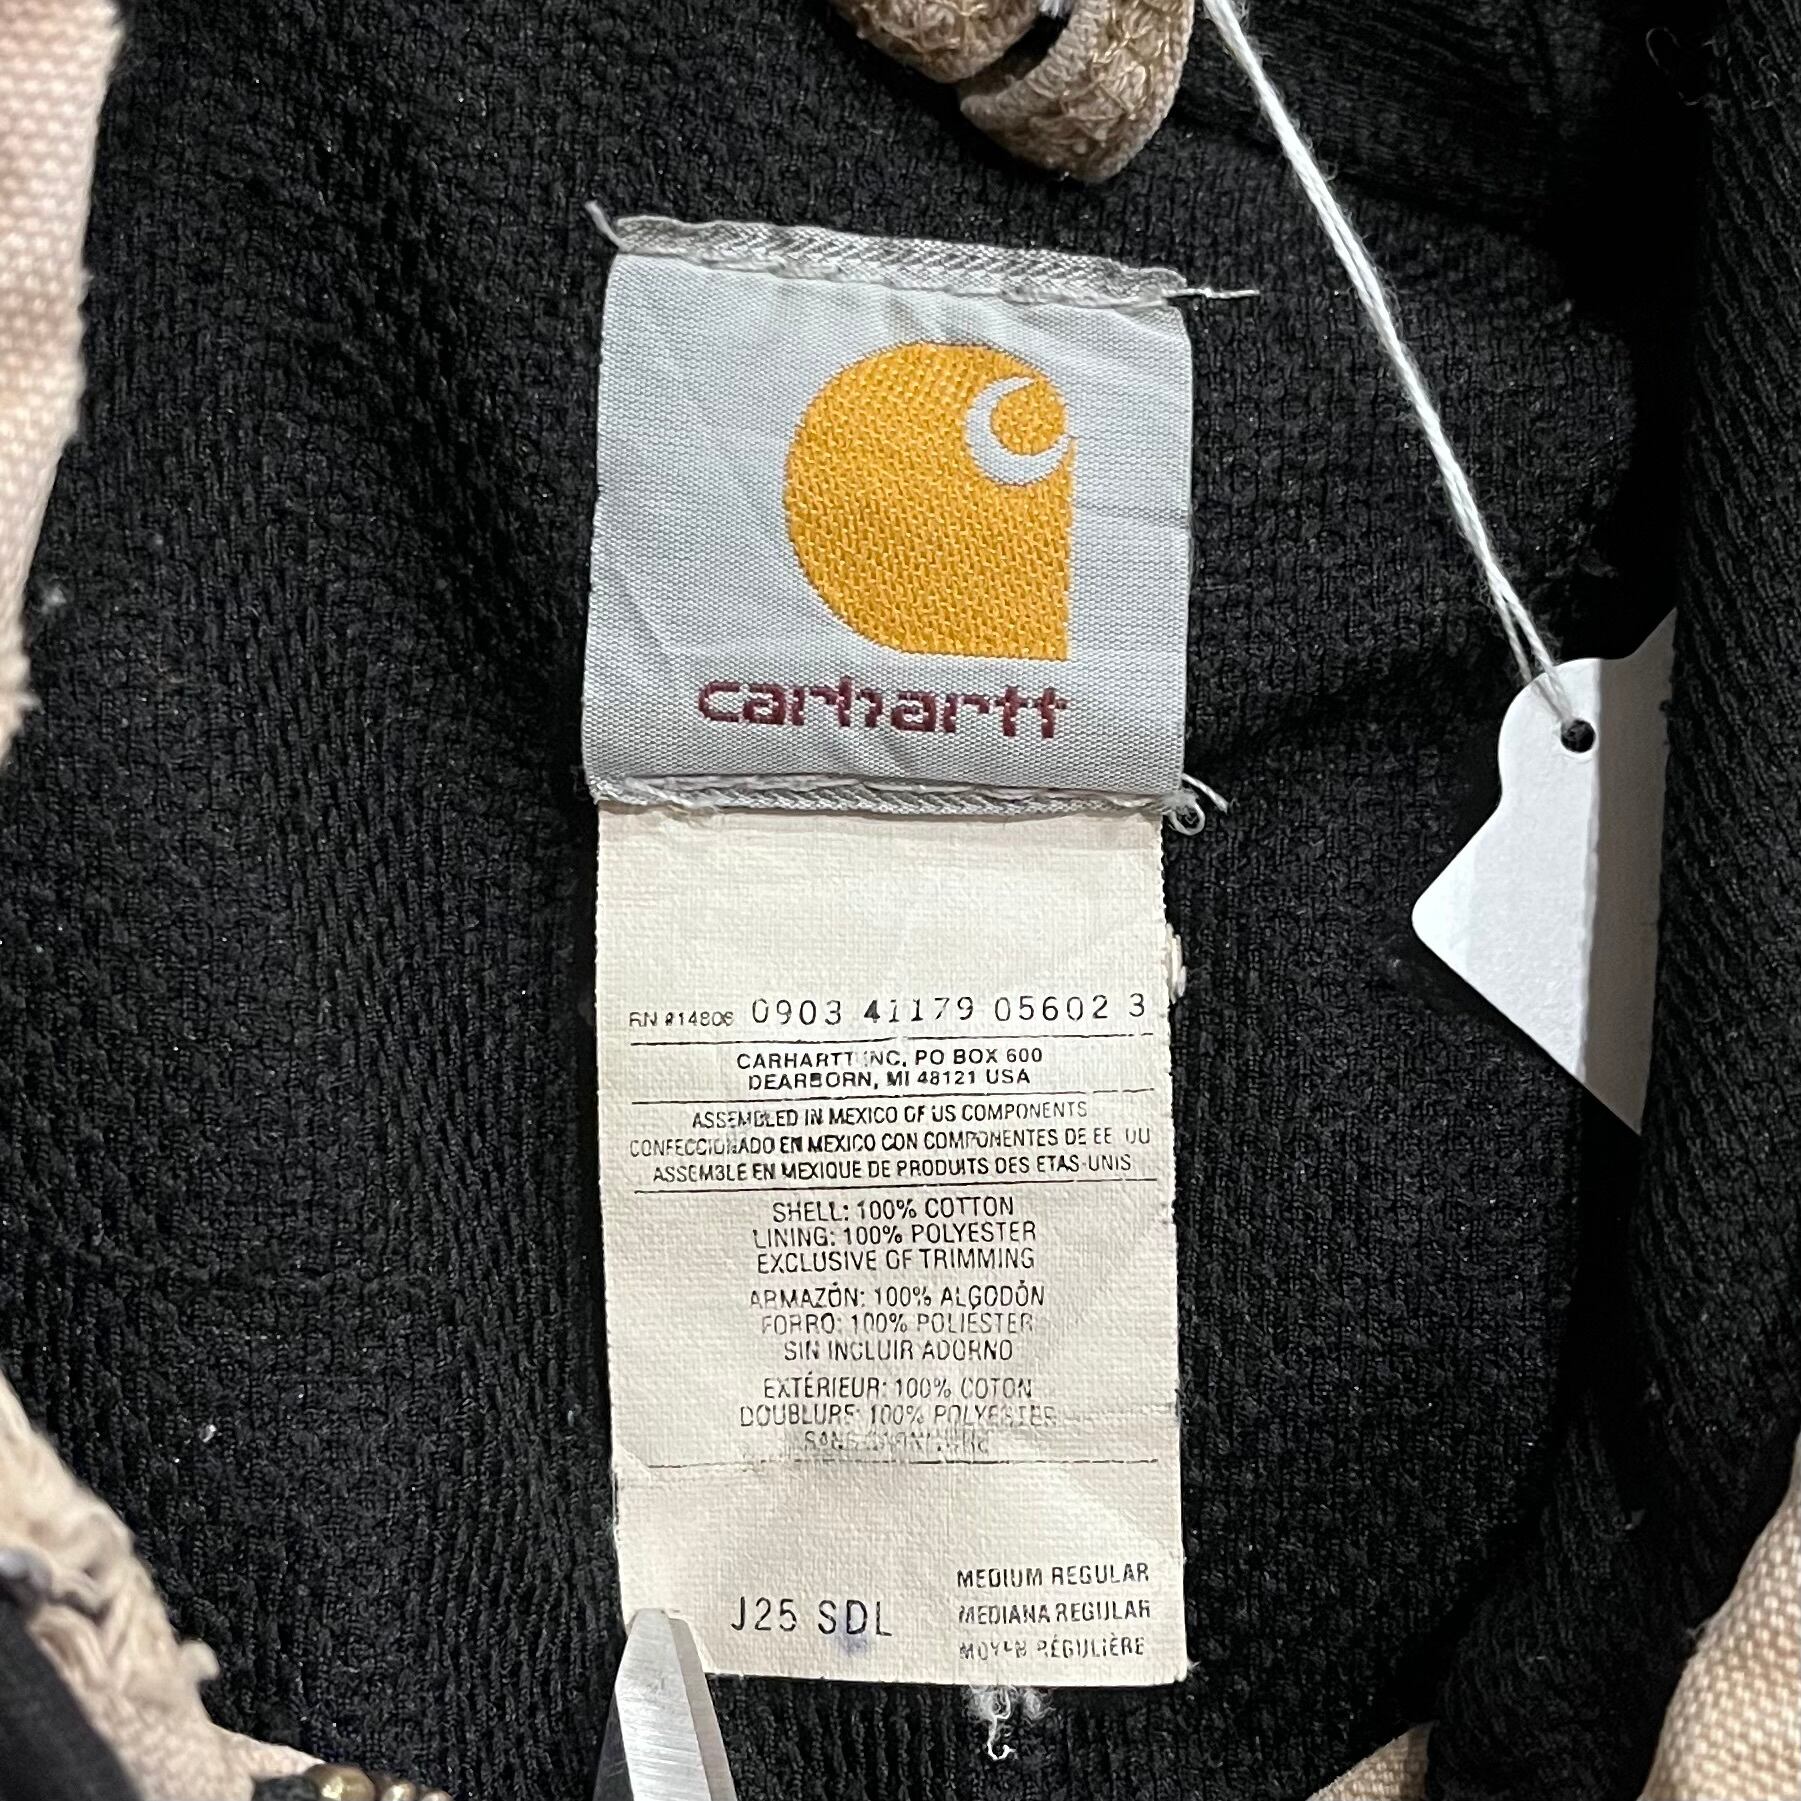 carhartt
RN #14806 0903 41179 05602 3
CARHARTT INC, PO BOX 600
DEARBORN, MI 48121 USA
ASSEMBLED IN MEXICO OF US COMPONENTS
CONFECCIONADO EN MEXICO CON COMPONENTES DE EE UU
ASSEMBLE EN MEXIQUE DE PRODUITS DES ETAS-UNIS
SHELL: 100% COTTON
LINING: 100% POLYESTER
EXCLUSIVE OF TRIMMING
ARMAZÓN: 100% ALGODÓN
FORRO: 100% POLIÉSTER
SIN INCLUIR ADORNO
EXTÉRIEUR: 100% COTON
DOUBLURE: 100% POLYESTER
SANS
J25 SDL
MEDIUM REGULAR
MEDIANA REGULAR
MOYEN RÉGULIÈRE